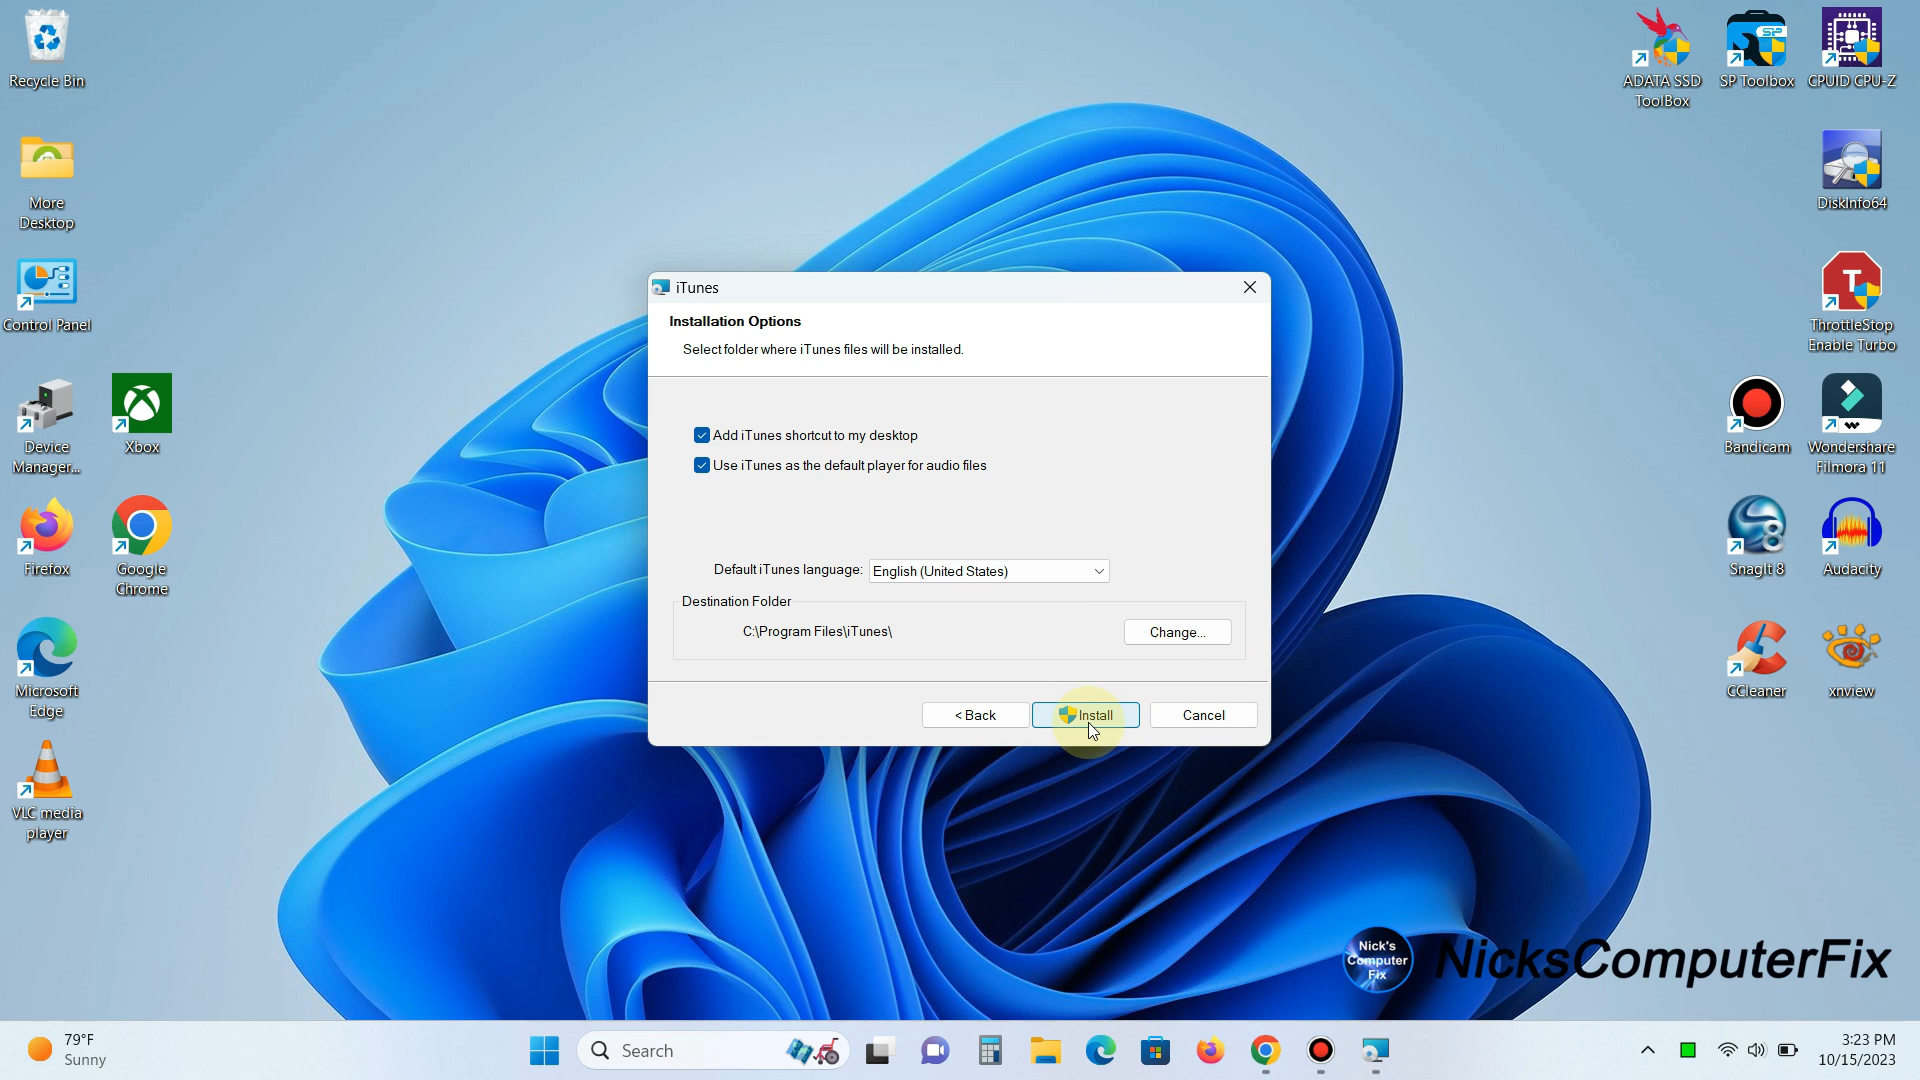 Recycle Bin
More
Desktop
Control Panel
Device
Manager...
Xbox
Firefox
Google
Chrome
Microsoft
Edge
VLC media
player
ADATA SSD
ToolBox
SP
SP Toolbox
CPUID CPU-Z
DiskInfo64
T
ThrottleStop
Enable Turbo
Bandicam
Wondershare
Filmora 11
8
SnagIt 8
Audacity
CCleaner
xnview
iTunes
Installation Options
Select folder where iTunes files will be installed.
Add iTunes shortcut to my desktop
Use iTunes as the default player for audio files
Default iTunes language: English (United States)
Destination Folder
C:\Program Files\iTunes\
Change...
< Back
Install
Cancel
Nick's
Computer
Fix
NicksComputerFix
79°F
Sunny
Search
3:23 PM
10/15/2023